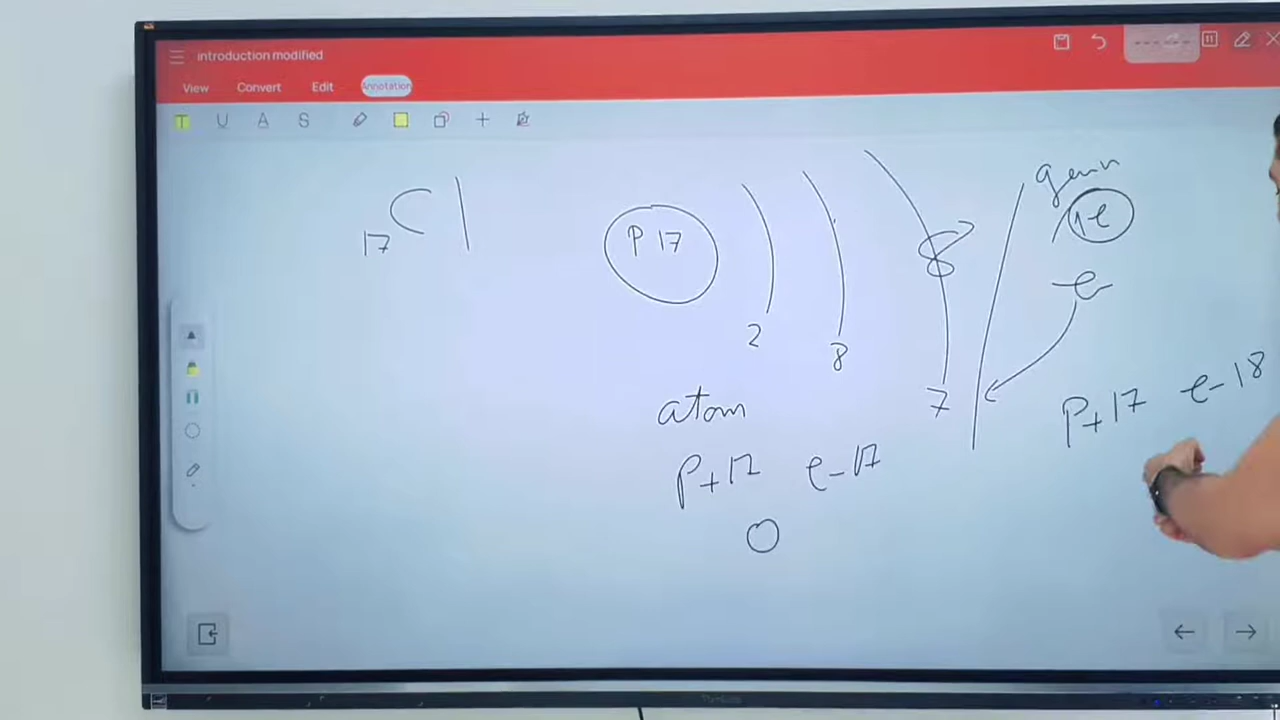 introduction modified
View Convert Edit Annotation
T U A S
17 Cl
P 17
2
8
7
8
gain
1e
e
atom
P+17 e-17
0
P+17 e-18